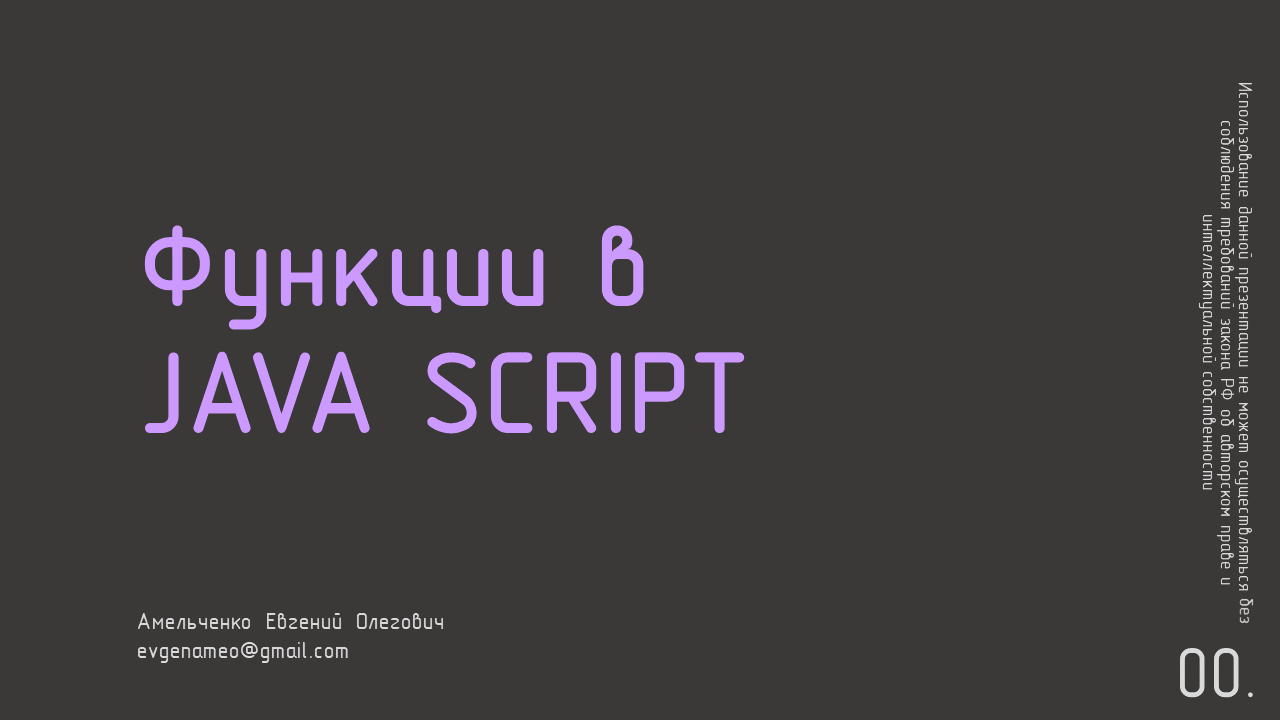 Функции в
JAVA SCRIPT
Амельченко Евгений Олегович
evgenameo@gmail.com
Использование данной презентации не может осуществляться без
соблюдения требований закона РФ об авторском праве и
интеллектуальной собственности
00.